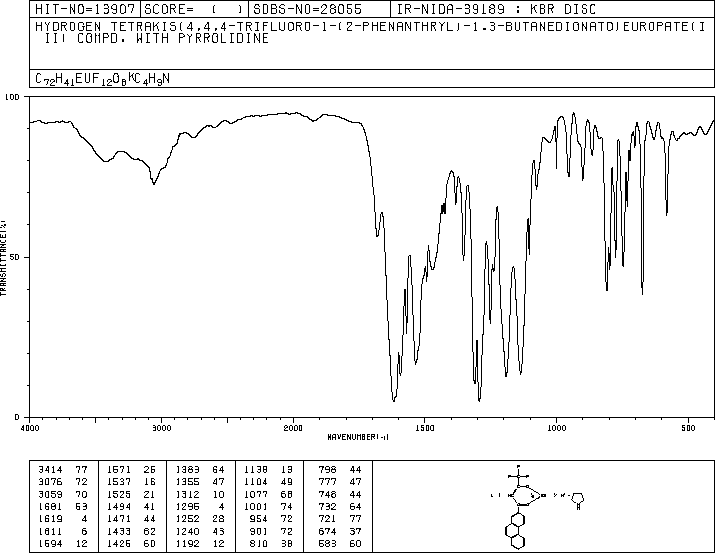 HIT-NO=13907 SCORE= ( ) SDBS-NO=28055 IR-NIDA-39189 : KBR DISC
HYDROGEN TETRAKIS(4,4,4-TRIFLUORO-1-(2-PHENANTHRYL)-1,3-BUTANEDIONATO)EUROPATE(I
II) COMPD. WITH PYRROLIDINE
C72H41EUF12O8KC4H9N
100
50
0
TRANSMITTANCE(%)
4000 3000 2000 1500 1000 500
WAVENUMBER(-1)
3414 77 1571 26 1383 64 1138 13 798 44
3076 72 1537 16 1355 47 1104 49 777 47
3059 70 1525 21 1312 10 1077 68 748 44
1681 53 1494 41 1296 4 1001 74 732 64
1619 4 1471 44 1252 28 954 72 721 77
1611 6 1433 62 1240 43 901 72 674 37
1594 12 1426 60 1192 12 810 38 583 60